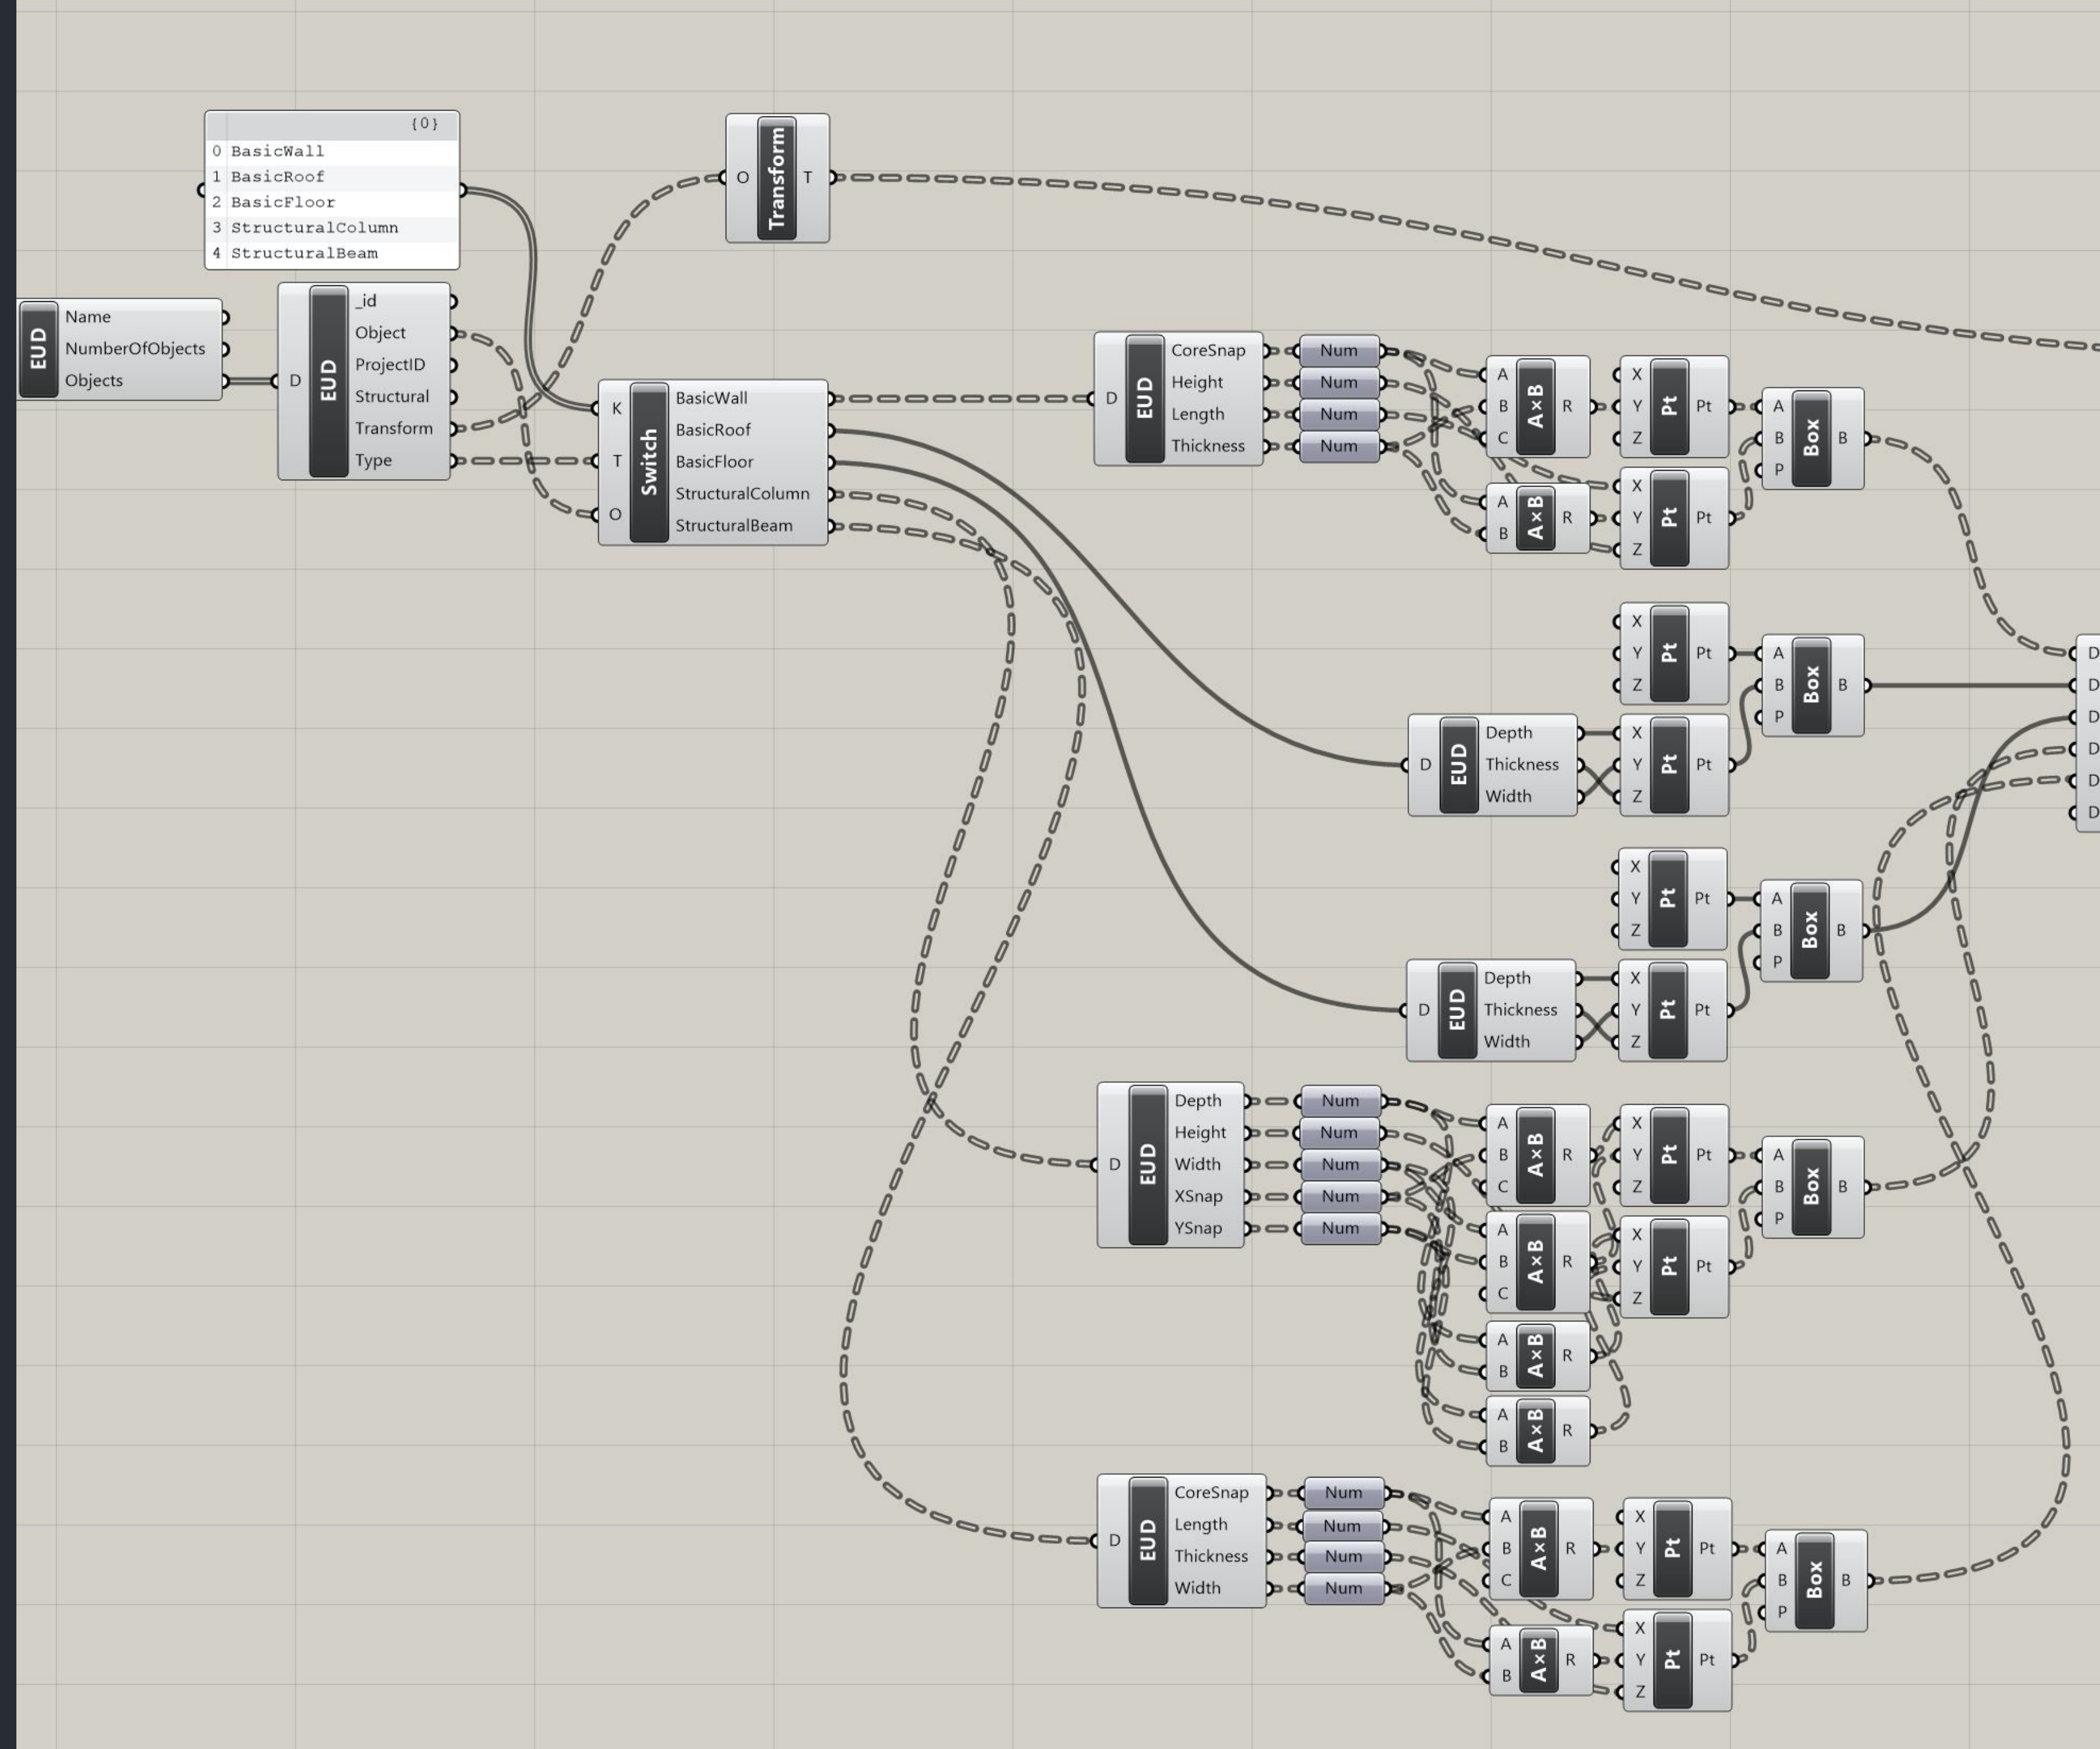 {0}
0 BasicWall
1 BasicRoof
2 BasicFloor
3 StructuralColumn
4 StructuralBeam
O Transform T
EUD
Name
NumberOfObjects
Objects
D EUD
_id
Object
ProjectID
Structural
Transform
Type
K
T
O
Switch
BasicWall
BasicRoof
BasicFloor
StructuralColumn
StructuralBeam
D EUD
CoreSnap
Height
Length
Thickness
Num
Num
Num
Num
A
B
C
A×B
R
A
B
A×B
R
X
Y
Z
Pt
Pt
X
Y
Z
Pt
Pt
A
B
P
Box
B
X
Y
Z
Pt
Pt
D EUD
Depth
Thickness
Width
X
Y
Z
Pt
Pt
A
B
P
Box
B
X
Y
Z
Pt
Pt
D EUD
Depth
Thickness
Width
X
Y
Z
Pt
Pt
A
B
P
Box
B
D EUD
Depth
Height
Width
XSnap
YSnap
Num
Num
Num
Num
Num
A
B
C
A×B
R
A
B
C
A×B
R
A
B
A×B
R
A
B
A×B
R
X
Y
Z
Pt
Pt
X
Y
Z
Pt
Pt
A
B
P
Box
B
D EUD
CoreSnap
Length
Thickness
Width
Num
Num
Num
Num
A
B
C
A×B
R
A
B
A×B
R
X
Y
Z
Pt
Pt
X
Y
Z
Pt
Pt
A
B
P
Box
B
D
D
D
D
D
D